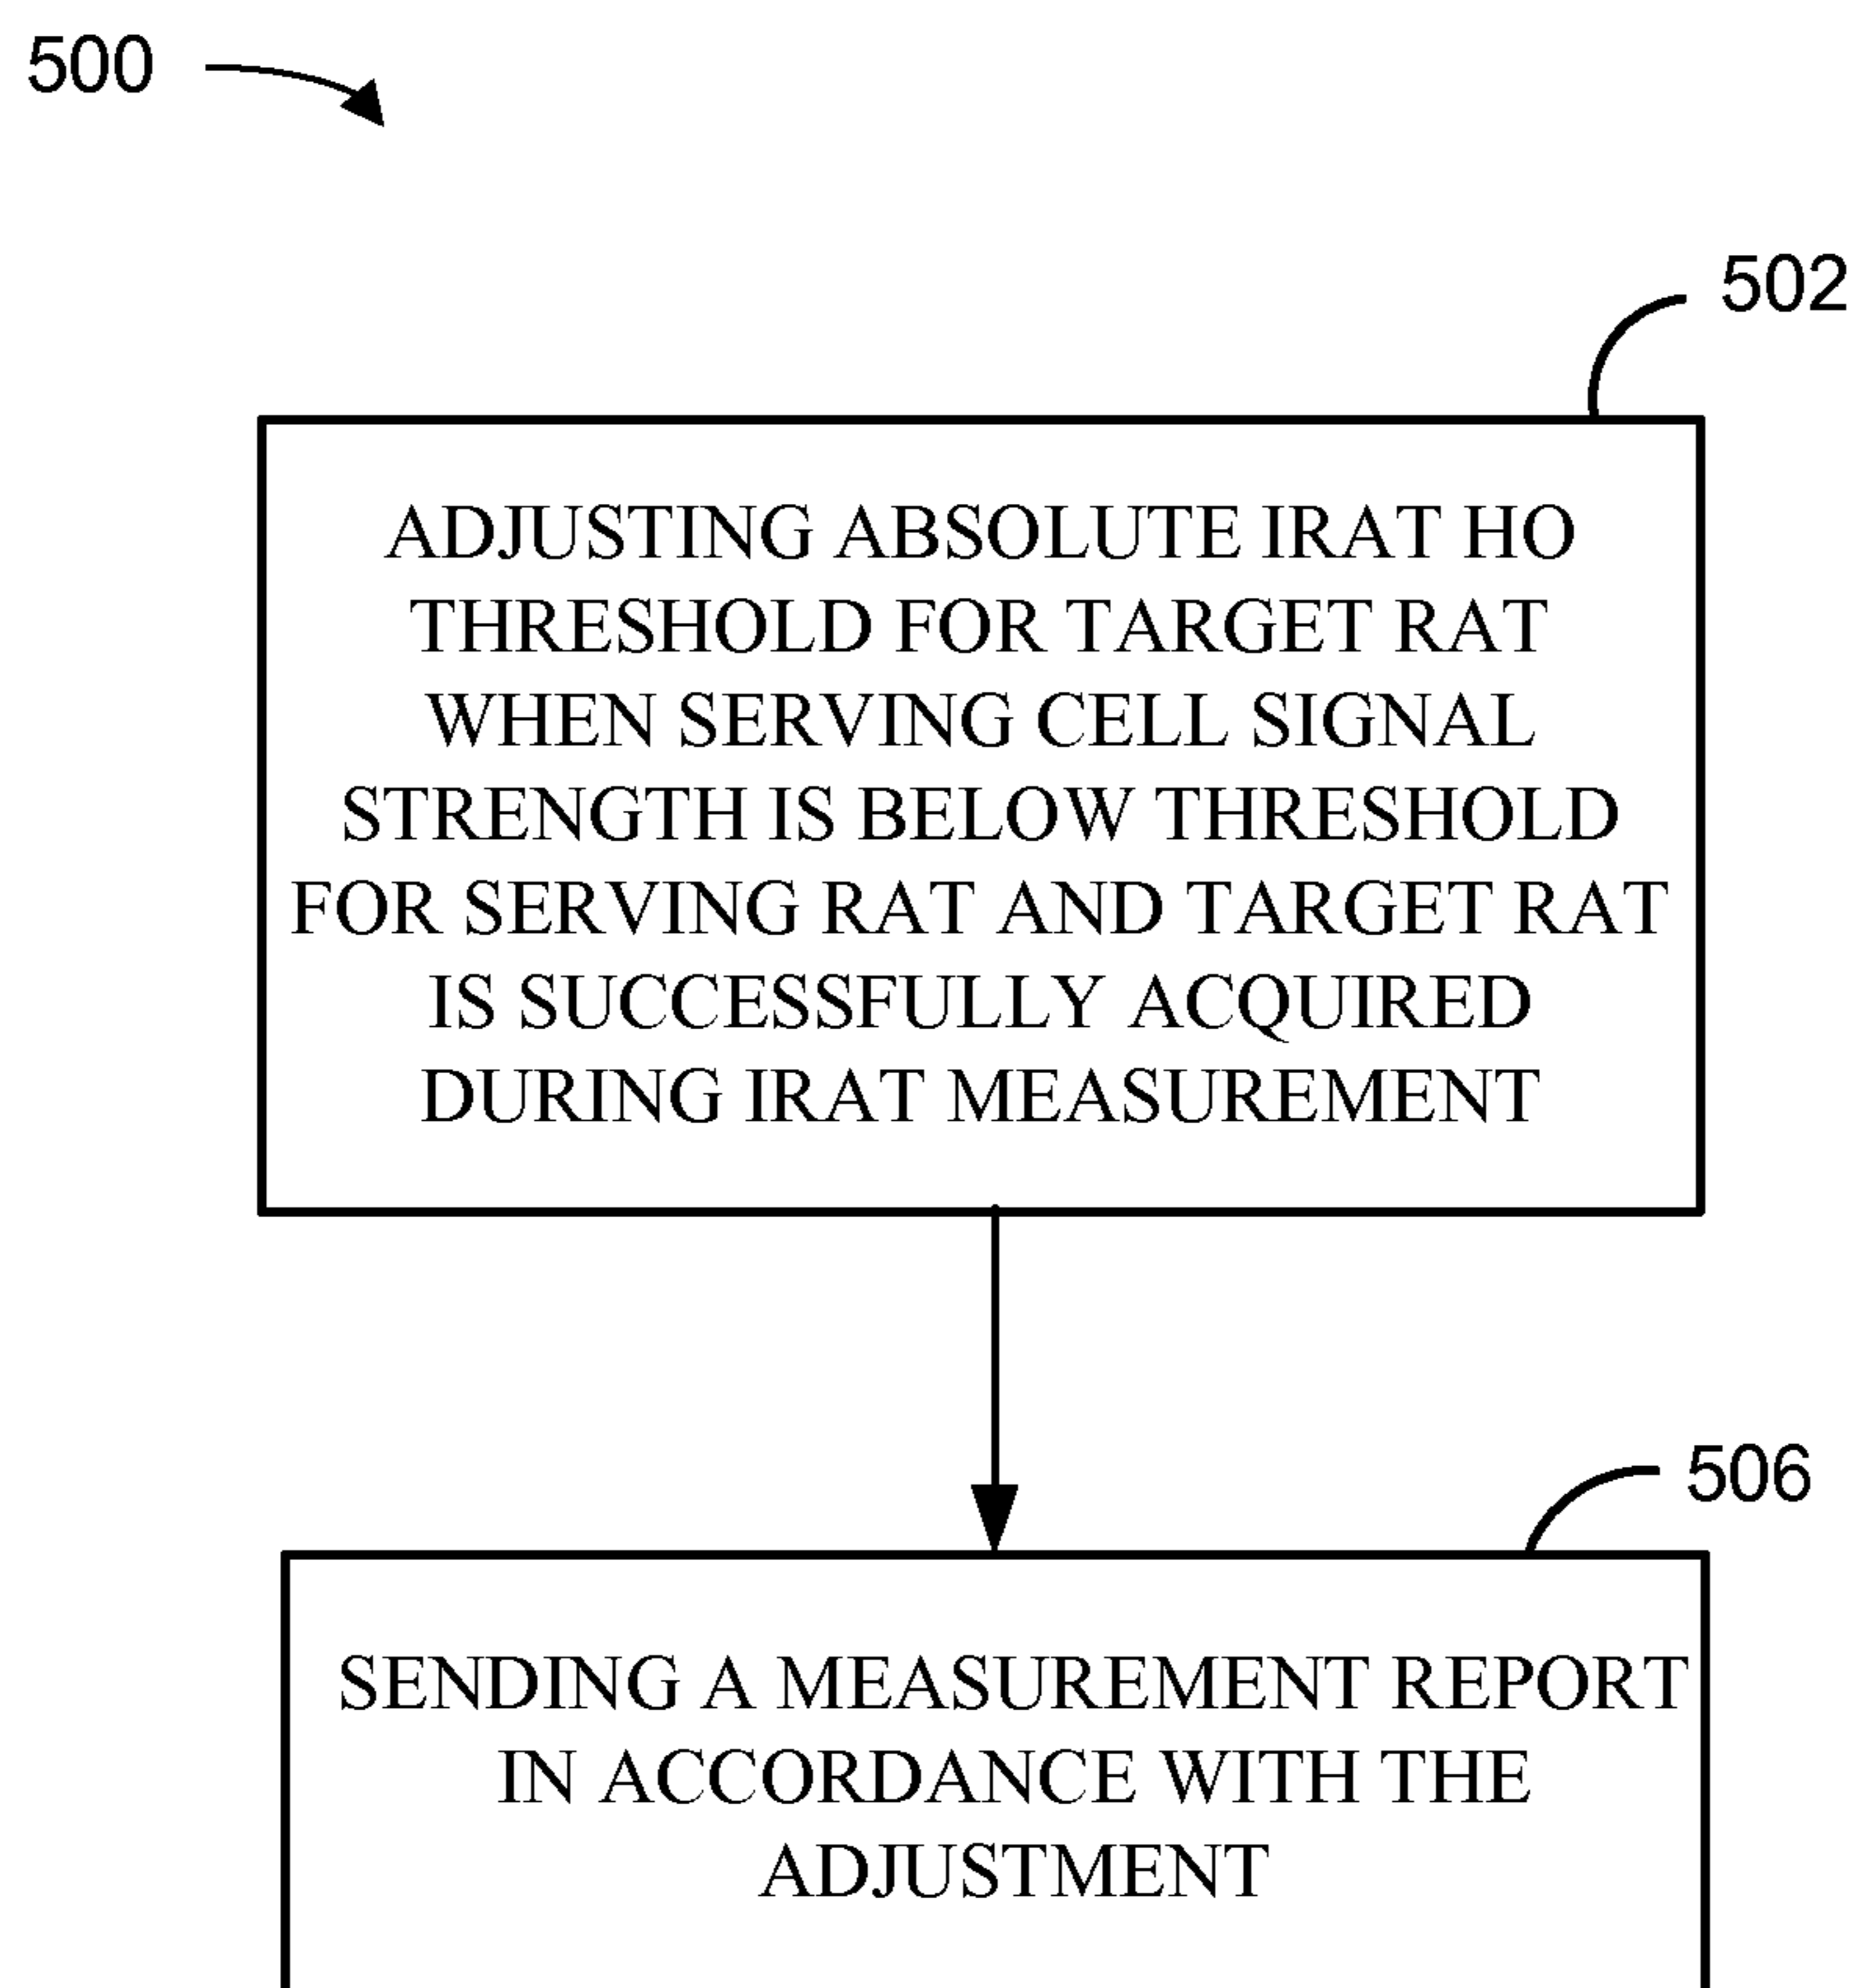 500
502
ADJUSTING ABSOLUTE IRAT HO
THRESHOLD FOR TARGET RAT
WHEN SERVING CELL SIGNAL
STRENGTH IS BELOW THRESHOLD
FOR SERVING RAT AND TARGET RAT
IS SUCCESSFULLY ACQUIRED
DURING IRAT MEASUREMENT
506
SENDING A MEASUREMENT REPORT
IN ACCORDANCE WITH THE
ADJUSTMENT